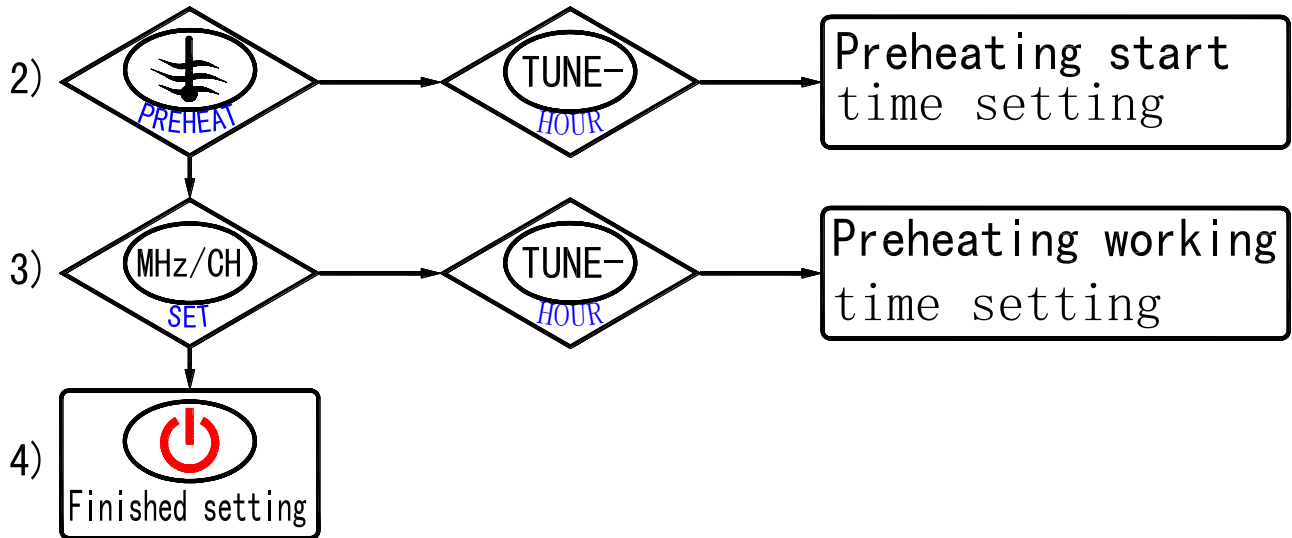 2)
PREHEAT
TUNE-
HOUR
Preheating start
time setting
3)
MHz/CH
SET
TUNE-
HOUR
Preheating working
time setting
4)
Finished setting